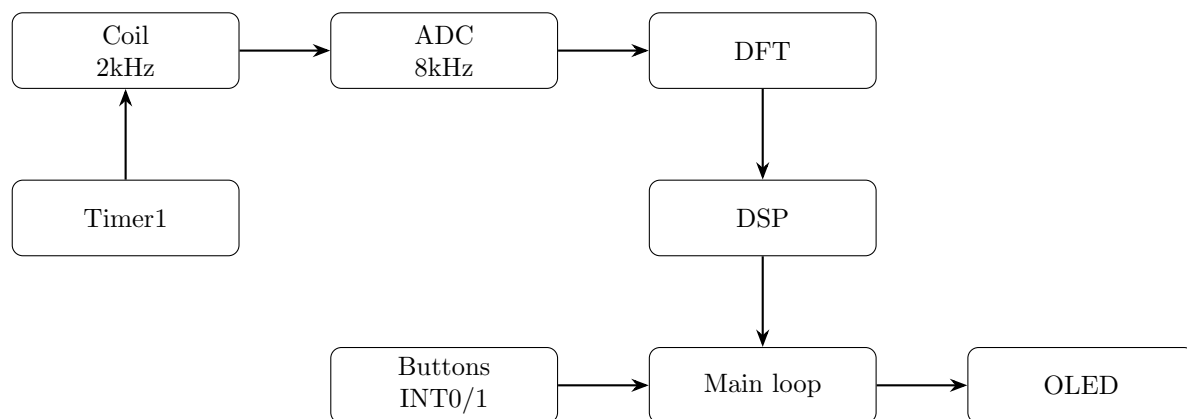 Coil
2kHz
ADC
8kHz
DFT
Timer1
DSP
Buttons
INT0/1
Main loop
OLED